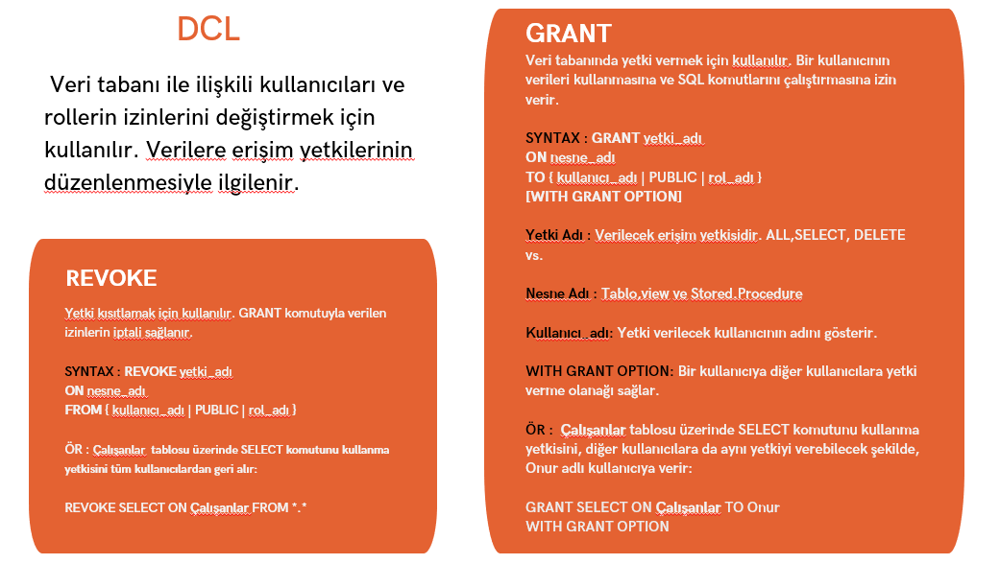 DCL
Veri tabanı ile ilişkili kullanıcıları ve
rollerin izinlerini değiştirmek için
kullanılır. Verilere erişim yetkilerinin
düzenlenmesiyle ilgilenir.
REVOKE
Yetki kısıtlamak için kullanılır. GRANT komutuyla verilen
izinlerin iptali sağlanır.
SYNTAX : REVOKE yetki_adı
ON nesne_adı
FROM { kullanıcı_adı | PUBLIC | rol_adı }
ÖR : Çalışanlar tablosu üzerinde SELECT komutunu kullanma
yetkisini tüm kullanıcılardan geri alır:
REVOKE SELECT ON Çalışanlar FROM *.*
GRANT
Veri tabanında yetki vermek için kullanılır. Bir kullanıcının
verileri kullanmasına ve SQL komutlarını çalıştırmasına izin
verir.
SYNTAX : GRANT yetki_adı
ON nesne_adı
TO { kullanıcı_adı | PUBLIC | rol_adı }
[WITH GRANT OPTION]
Yetki Adı : Verilecek erişim yetkisidir. ALL,SELECT, DELETE
vs.
Nesne Adı : Tablo,view ve Stored.Procedure
Kullanıcı_adı: Yetki verilecek kullanıcının adını gösterir.
WITH GRANT OPTION: Bir kullanıcıya diğer kullanıcılara yetki
verme olanağı sağlar.
ÖR : Çalışanlar tablosu üzerinde SELECT komutunu kullanma
yetkisini, diğer kullanıcılara da aynı yetkiyi verebilecek şekilde,
Onur adlı kullanıcıya verir:
GRANT SELECT ON Çalışanlar TO Onur
WITH GRANT OPTION